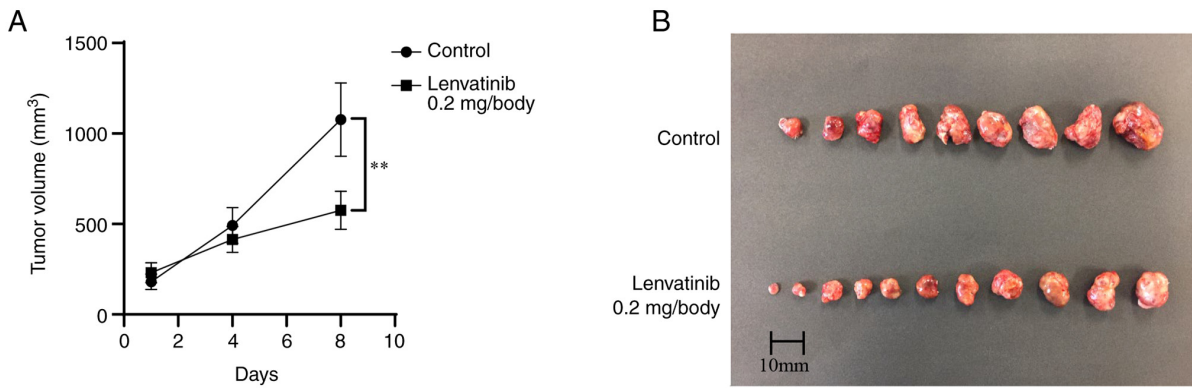 A
1500
1000
500
0
Tumor volume (mm³)
0 2 4 6 8 10
Days
Control
Lenvatinib
0.2 mg/body
**
B
Control
Lenvatinib
0.2 mg/body
10mm